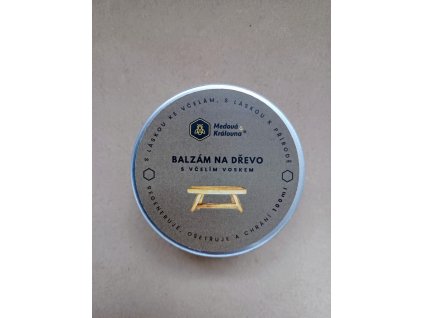 S LÁSKOU KE VČELÁM, S LÁSKOU K PŘÍRODĚ
Medová
Královna®
BALZÁM NA DŘEVO
S VČELÍM VOSKEM
REGENERUJE, OŠETŘUJE A CHRÁNÍ 100ml